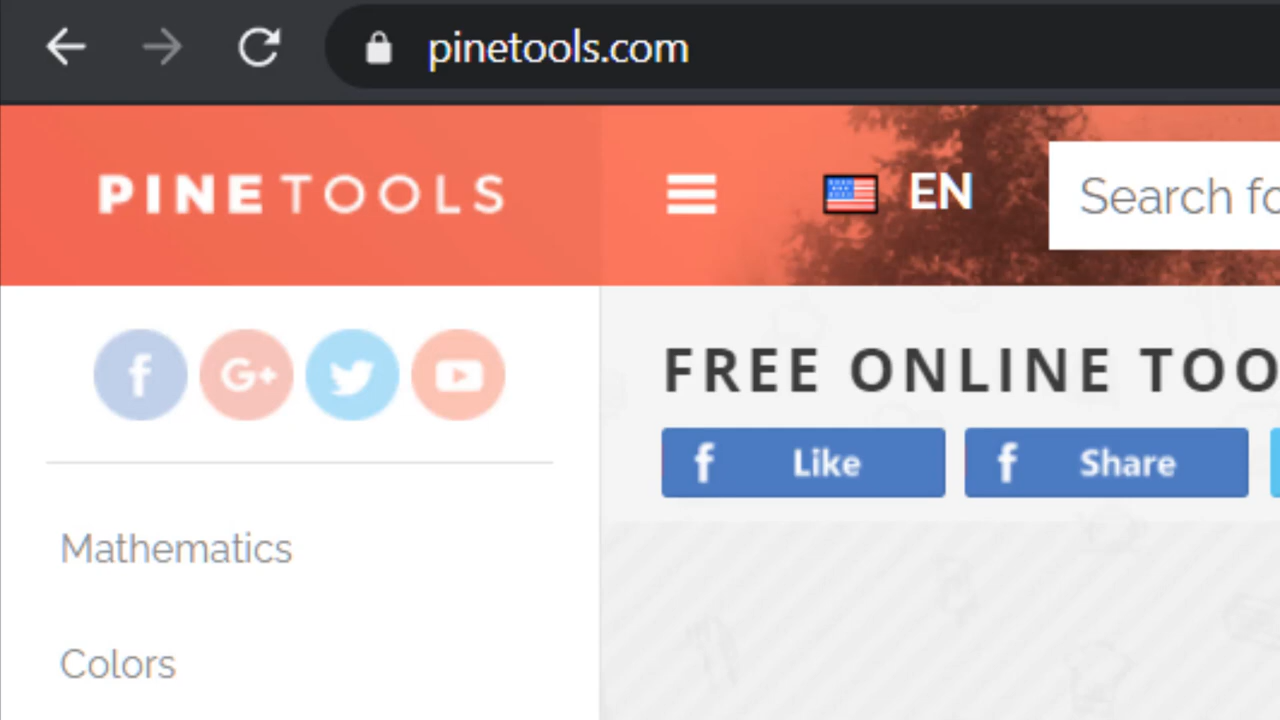 pinetools.com
PINETOOLS
EN
Search fo
f
G+
FREE ONLINE TOO
f Like
f Share
Mathematics
Colors